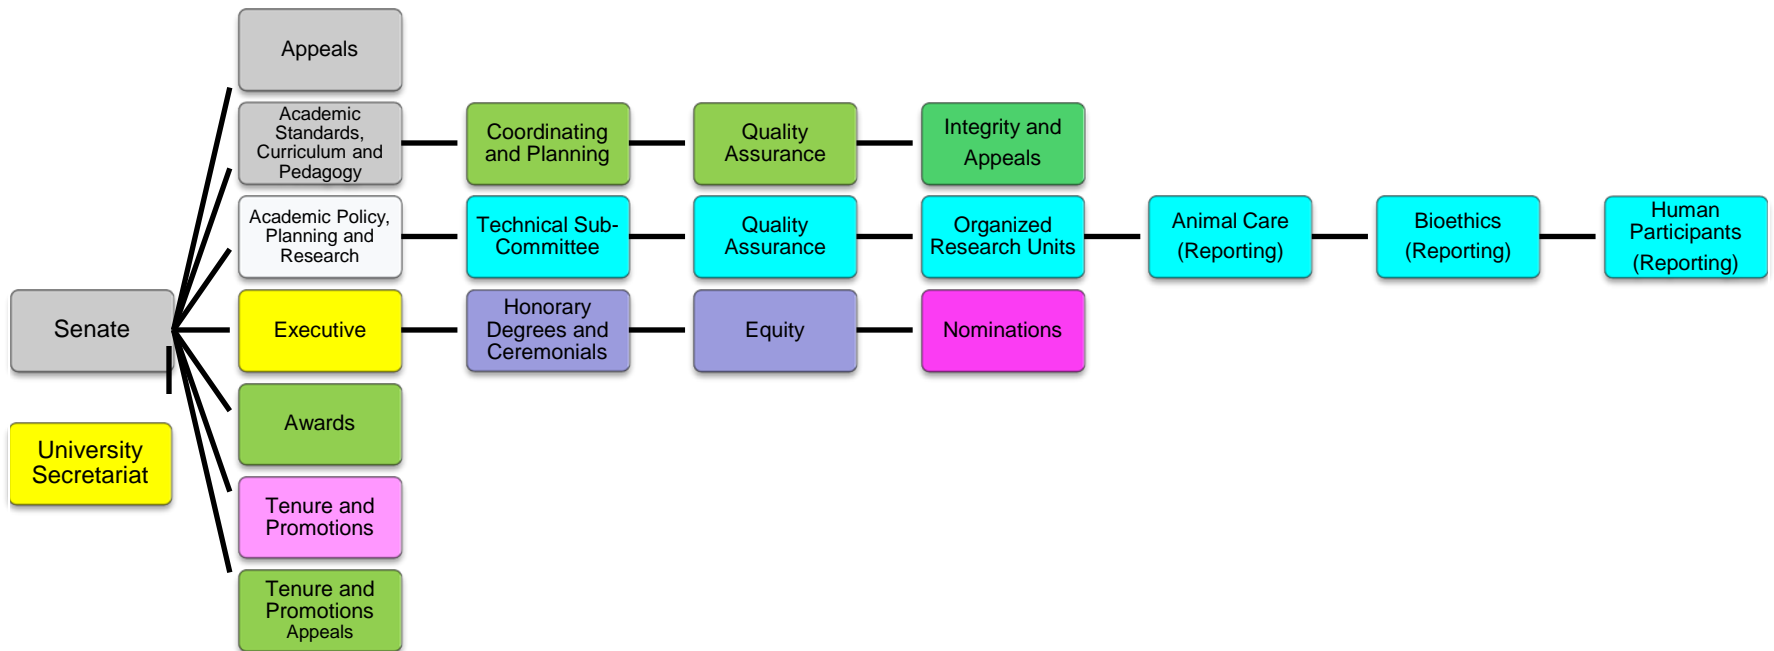 Appeals
Academic
Standards,
Curriculum and
Pedagogy
Coordinating
and Planning
Quality
Assurance
Integrity and
Appeals
Academic Policy,
Planning and
Research
Technical Sub-
Committee
Quality
Assurance
Organized
Research Units
Animal Care
(Reporting)
Bioethics
(Reporting)
Human
Participants
(Reporting)
Senate
Executive
Honorary
Degrees and
Ceremonials
Equity
Nominations
Awards
University
Secretariat
Tenure and
Promotions
Tenure and
Promotions
Appeals